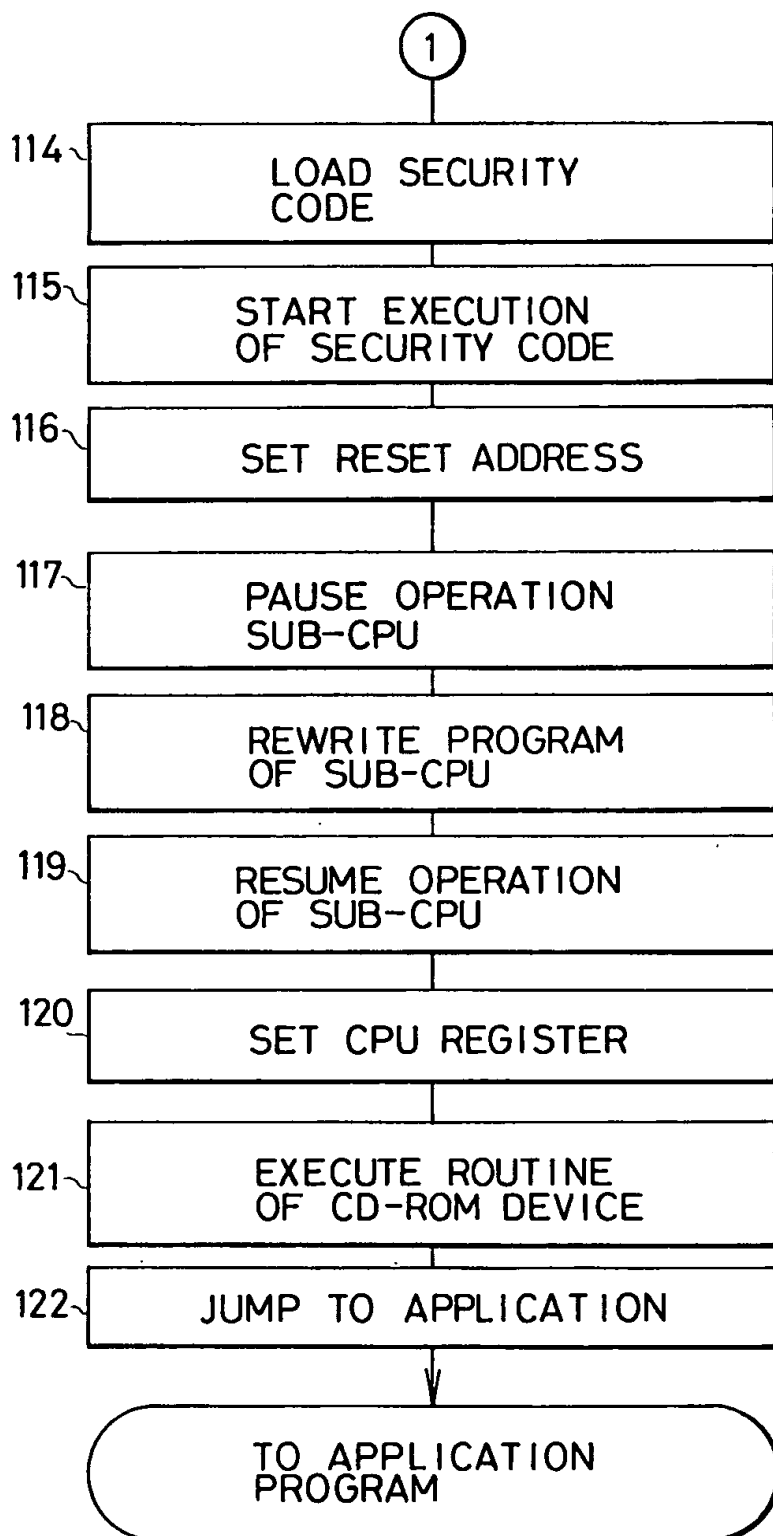 1
114
LOAD SECURITY
CODE
115
START EXECUTION
OF SECURITY CODE
116
SET RESET ADDRESS
117
PAUSE OPERATION
SUB-CPU
118
REWRITE PROGRAM
OF SUB-CPU
119
RESUME OPERATION
OF SUB-CPU
120
SET CPU REGISTER
121
EXECUTE ROUTINE
OF CD-ROM DEVICE
122
JUMP TO APPLICATION
TO APPLICATION
PROGRAM